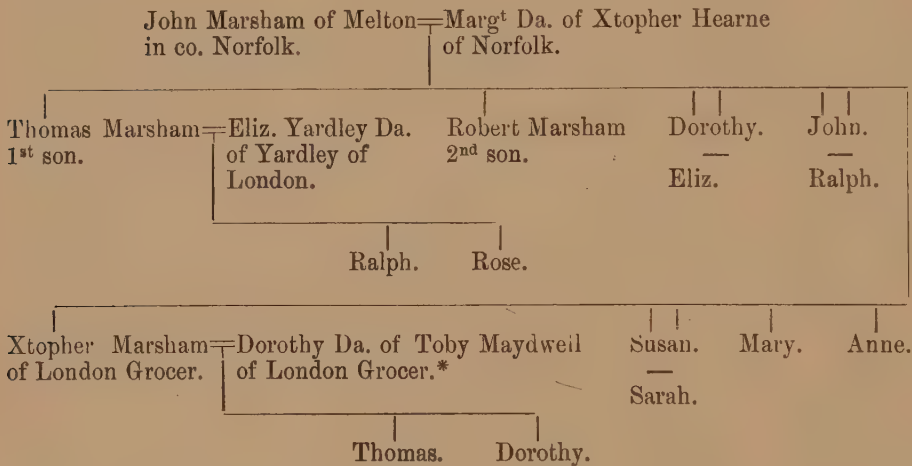 John Marsham of Melton Margᵗ Da. of Xtopher Hearne
in co. Norfolk. of Norfolk.
Thomas Marsham Eliz. Yardley Da. Robert Marsham Dorothy. John.
1ˢᵗ son. of Yardley of 2ⁿᵈ son.
London. Eliz. Ralph.
Ralph. Rose.
Xtopher Marsham Dorothy Da. of Toby Maydwell Susan. Mary. Anne.
of London Grocer. of London Grocer.*
Sarah.
Thomas. Dorothy.